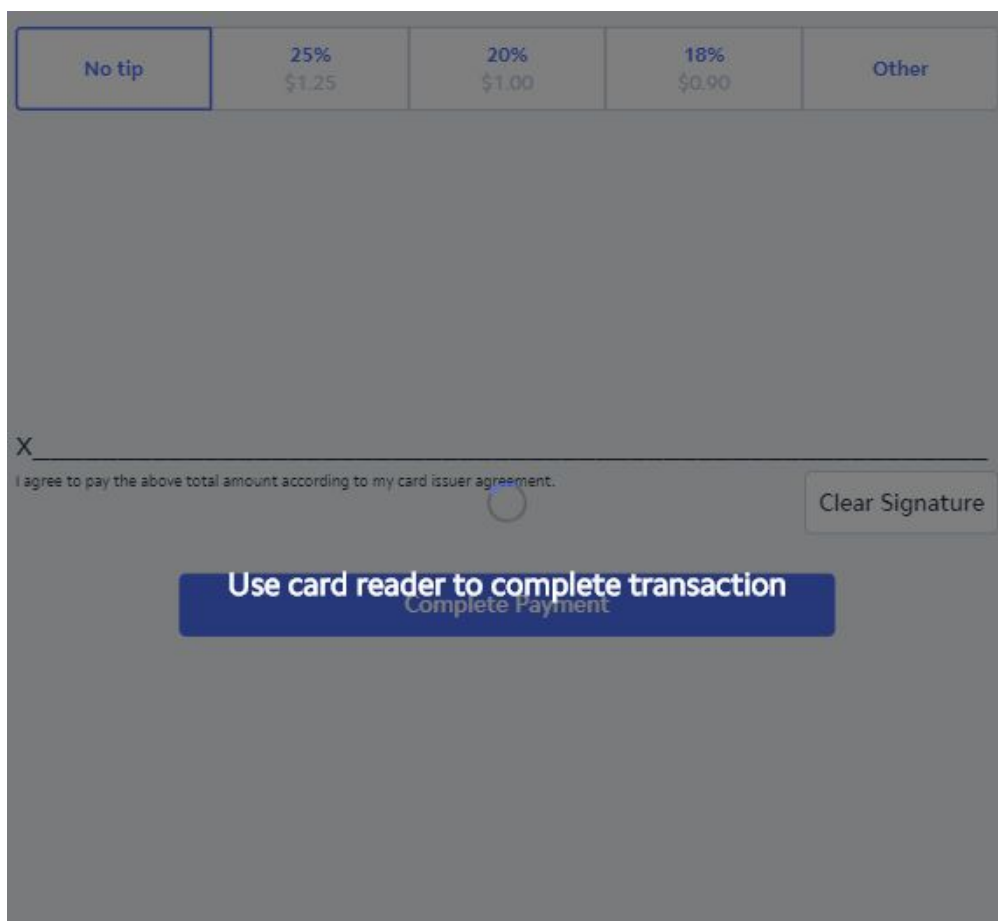 No tip
25%
$1.25
20%
$1.00
18%
$0.90
Other
X
I agree to pay the above total amount according to my card issuer agreement.
Clear Signature
Use card reader to complete transaction
Complete Payment